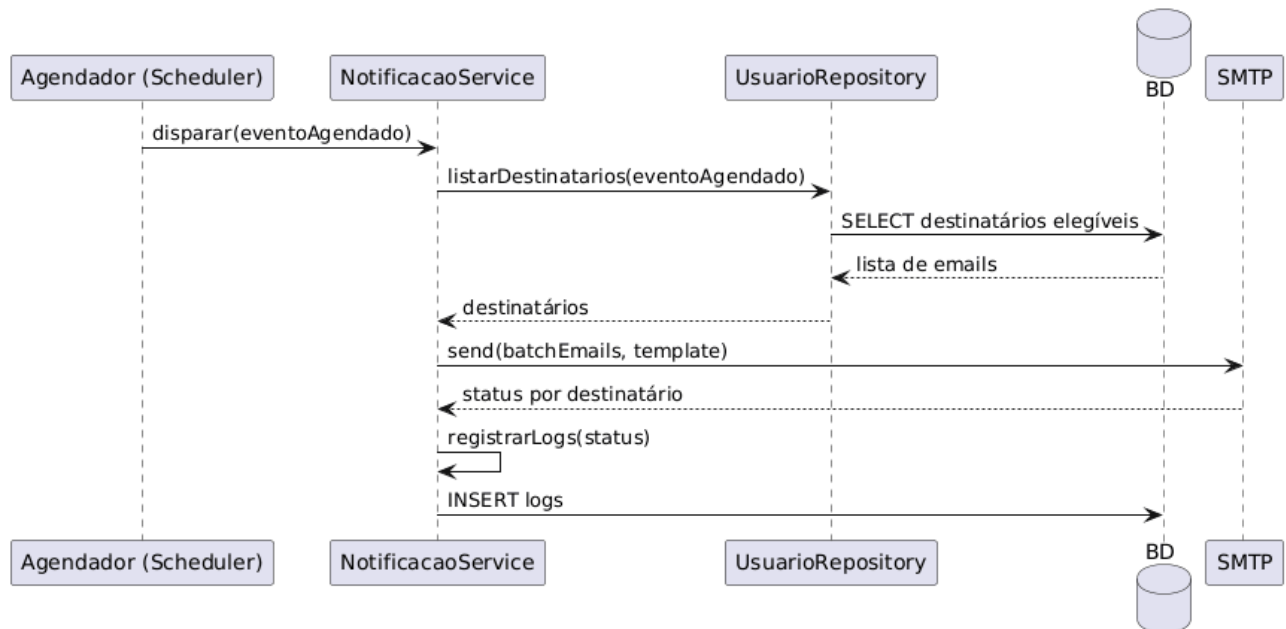 Agendador (Scheduler)
NotificacaoService
UsuarioRepository
BD
SMTP
disparar(eventoAgendado)
listarDestinatarios(eventoAgendado)
SELECT destinatários elegíveis
lista de emails
destinatários
send(batchEmails, template)
status por destinatário
registrarLogs(status)
INSERT logs
Agendador (Scheduler)
NotificacaoService
UsuarioRepository
BD
SMTP